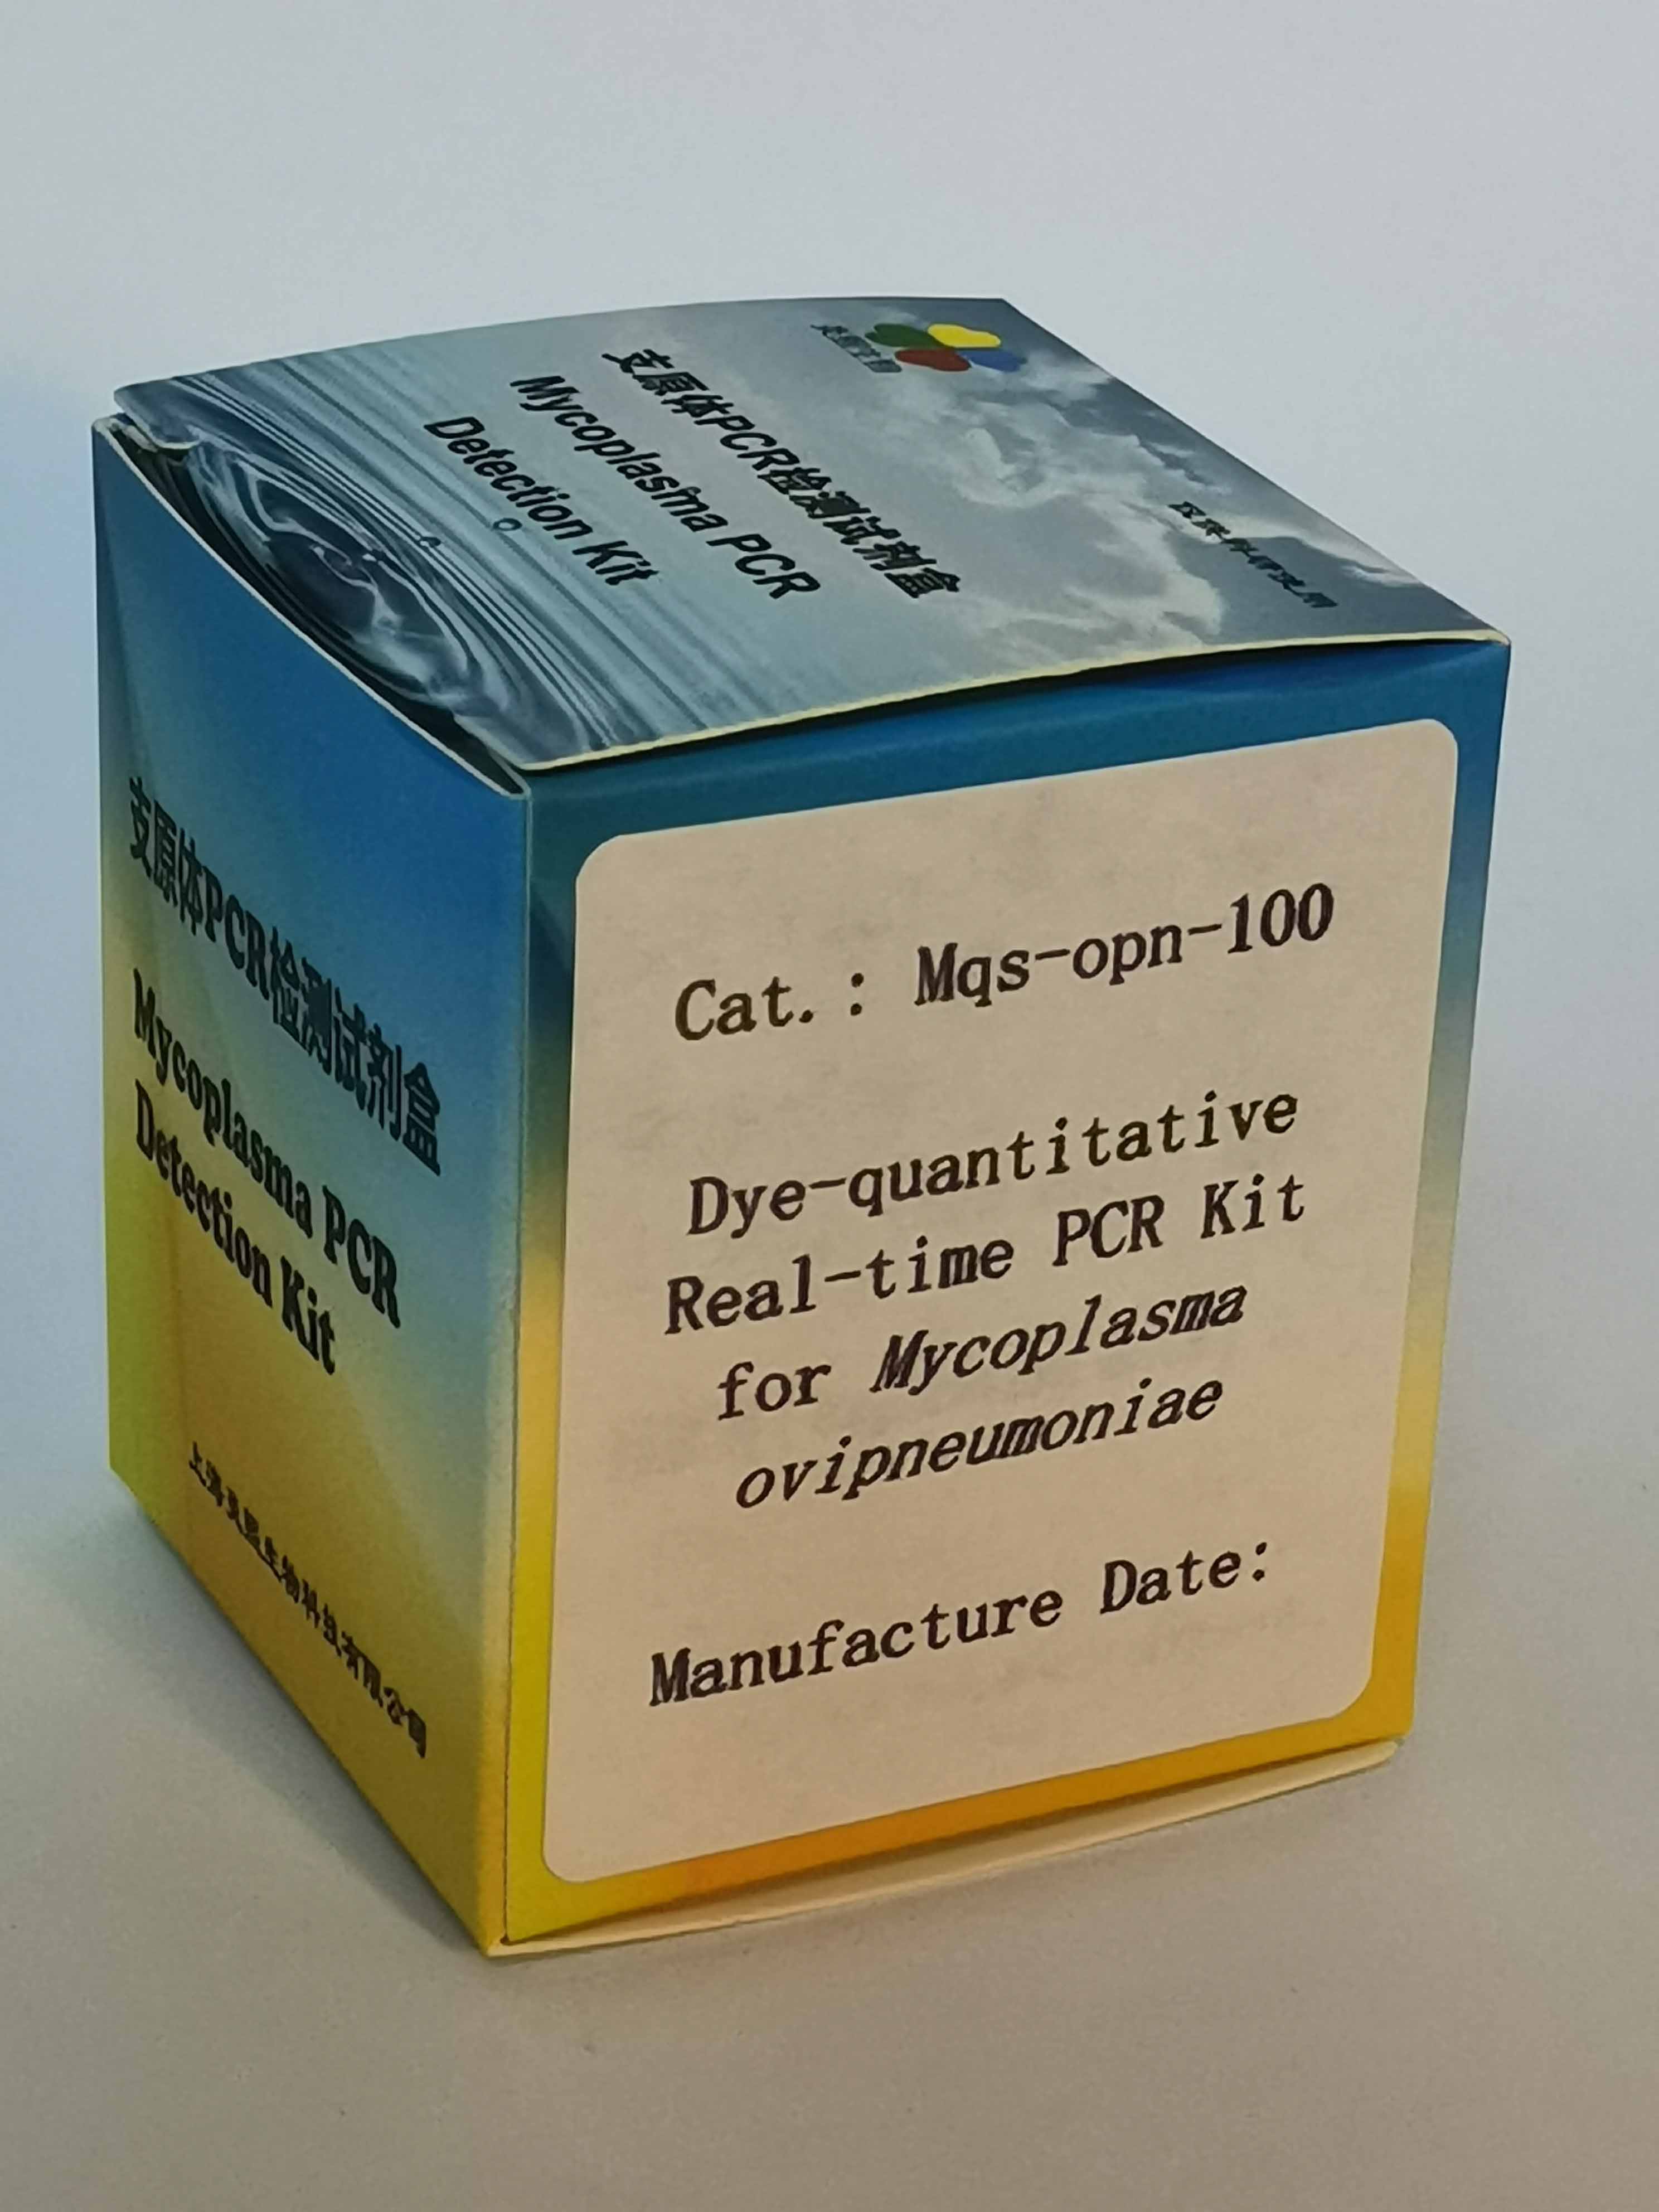 支原体PCR检测试剂盒
Mycoplasma PCR
Detection Kit
支原体PCR检测试剂盒
Mycoplasma PCR
Detection Kit
Cat.: Mqs-opn-100
Dye-quantitative
Real-time PCR Kit
for Mycoplasma
ovipneumoniae
Manufacture Date: